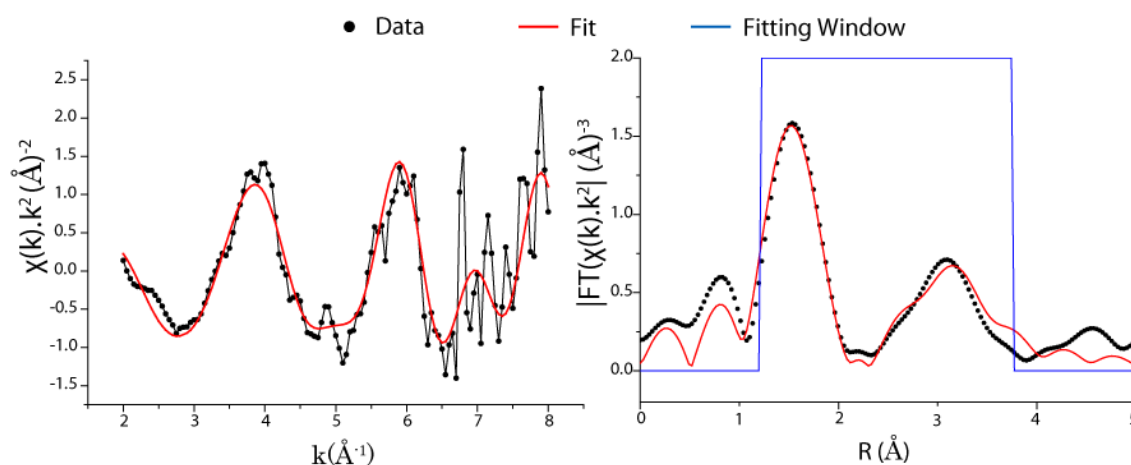 Data Fit Fitting Window
χ(k).k² (Å)⁻²
2.5
2.0
1.5
1.0
0.5
0.0
-0.5
-1.0
-1.5
2 3 4 5 6 7 8
k(Å⁻¹)
|FT(χ(k).k²| (Å)⁻³
2.0
1.5
1.0
0.5
0.0
0 1 2 3 4 5
R (Å)